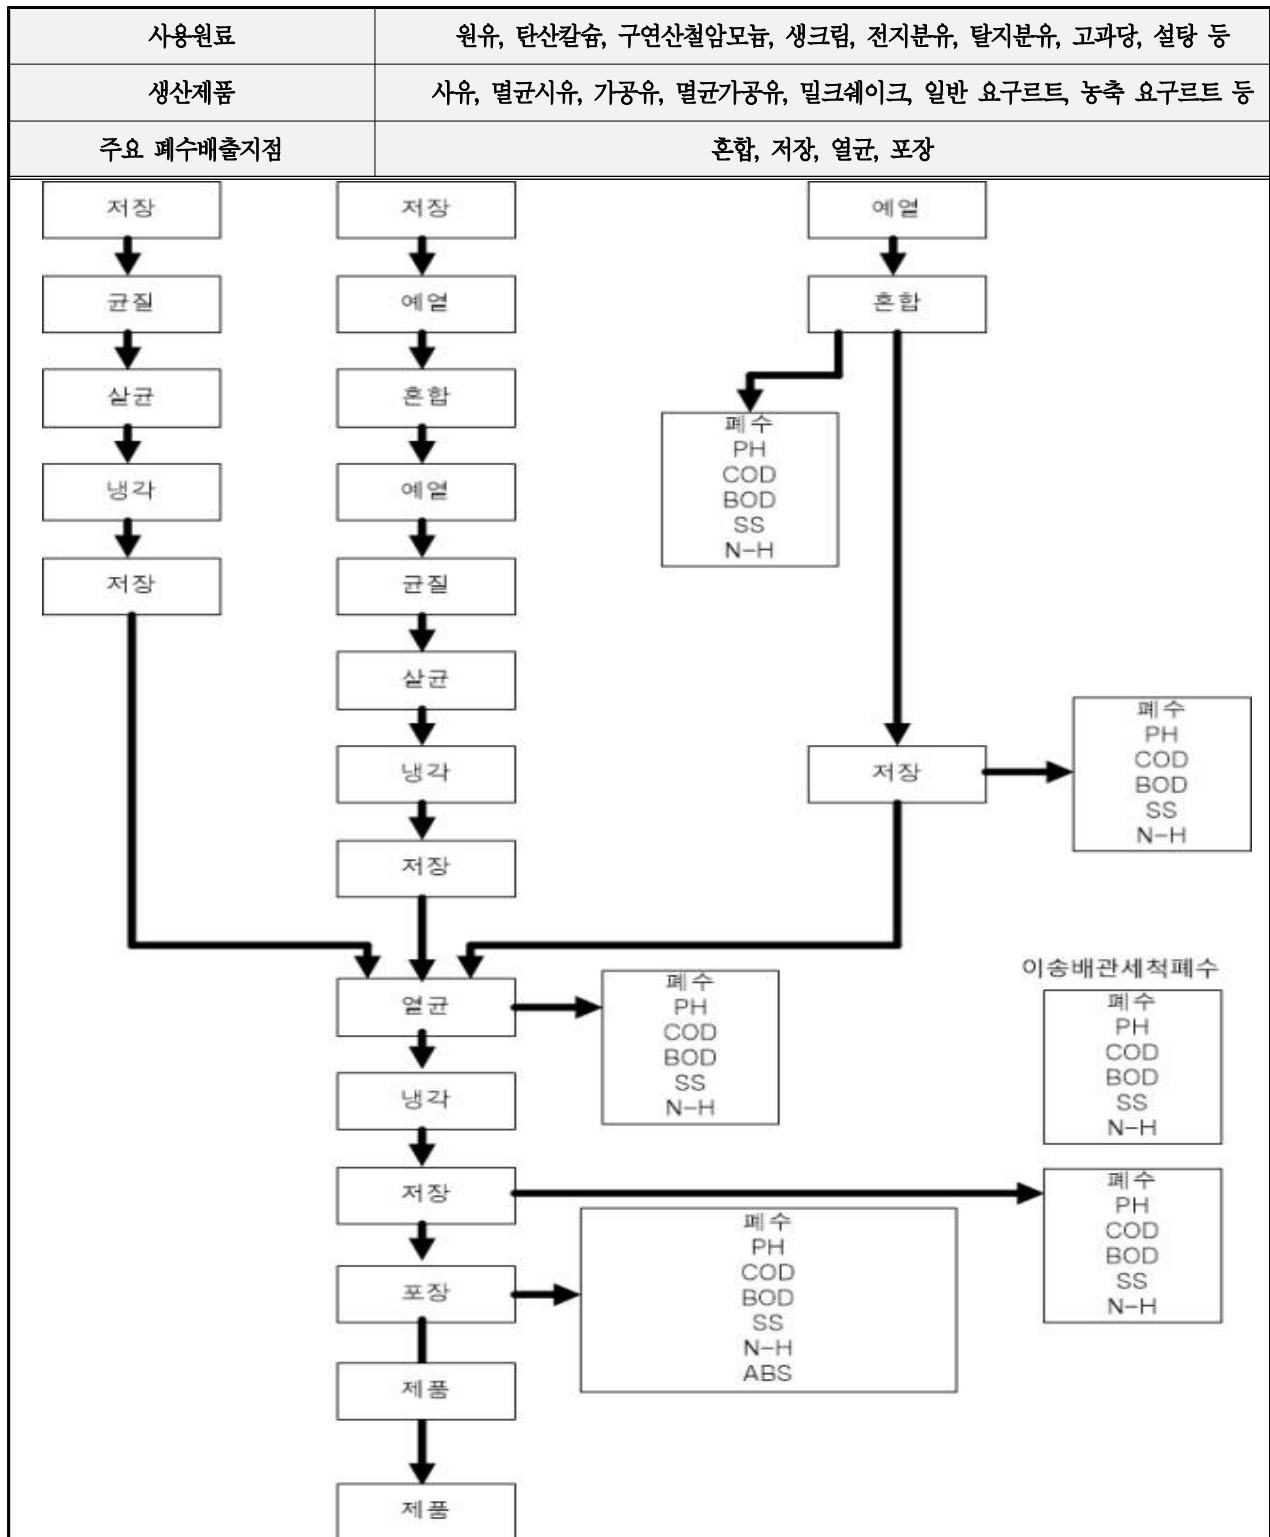 사용원료 원유, 탄산칼슘, 구연산철암모늄, 생크림, 전지분유, 탈지분유, 고과당, 설탕 등
생산제품 사유, 멸균시유, 가공유, 멸균가공유, 밀크쉐이크, 일반 요구르트, 농축 요구르트 등
주요 폐수배출지점 혼합, 저장, 열균, 포장
저장
균질
살균
냉각
저장
저장
예열
혼합
예열
균질
살균
냉각
저장
예열
혼합
폐수
PH
COD
BOD
SS
N-H
저장
폐수
PH
COD
BOD
SS
N-H
열균
폐수
PH
COD
BOD
SS
N-H
이송배관세척폐수
폐수
PH
COD
BOD
SS
N-H
냉각
저장
폐수
PH
COD
BOD
SS
N-H
포장
폐수
PH
COD
BOD
SS
N-H
ABS
제품
제품